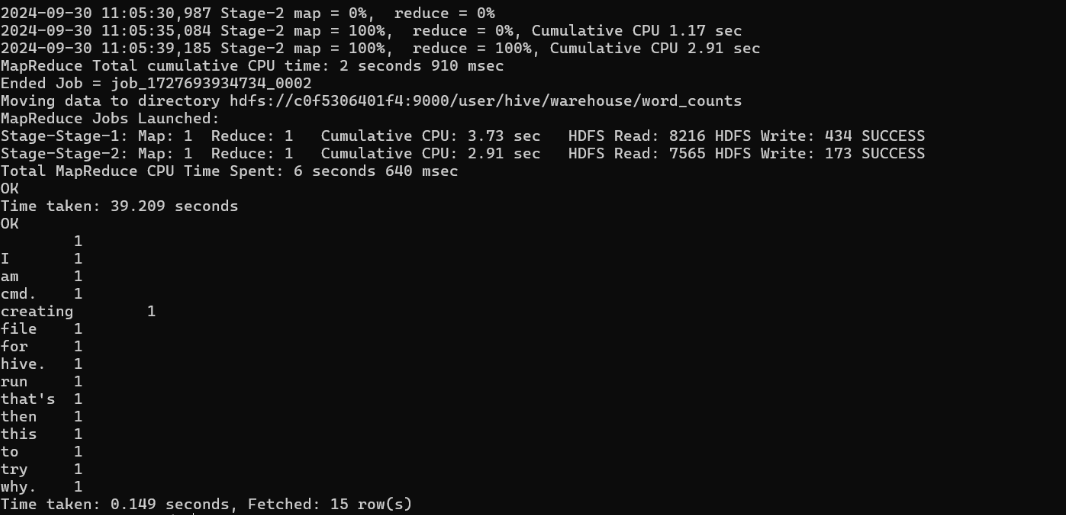 2024-09-30 11:05:30,987 Stage-2 map = 0%,  reduce = 0%
2024-09-30 11:05:35,084 Stage-2 map = 100%,  reduce = 0%, Cumulative CPU 1.17 sec
2024-09-30 11:05:39,185 Stage-2 map = 100%,  reduce = 100%, Cumulative CPU 2.91 sec
MapReduce Total cumulative CPU time: 2 seconds 910 msec
Ended Job = job_1727693934734_0002
Moving data to directory hdfs://c0f5306401f4:9000/user/hive/warehouse/word_counts
MapReduce Jobs Launched:
Stage-Stage-1: Map: 1  Reduce: 1   Cumulative CPU: 3.73 sec   HDFS Read: 8216 HDFS Write: 434 SUCCESS
Stage-Stage-2: Map: 1  Reduce: 1   Cumulative CPU: 2.91 sec   HDFS Read: 7565 HDFS Write: 173 SUCCESS
Total MapReduce CPU Time Spent: 6 seconds 640 msec
OK
Time taken: 39.209 seconds
OK
        1
I       1
am      1
cmd.    1
creating        1
file    1
for     1
hive.   1
run     1
that's  1
then    1
this    1
to      1
try     1
why.    1
Time taken: 0.149 seconds, Fetched: 15 row(s)